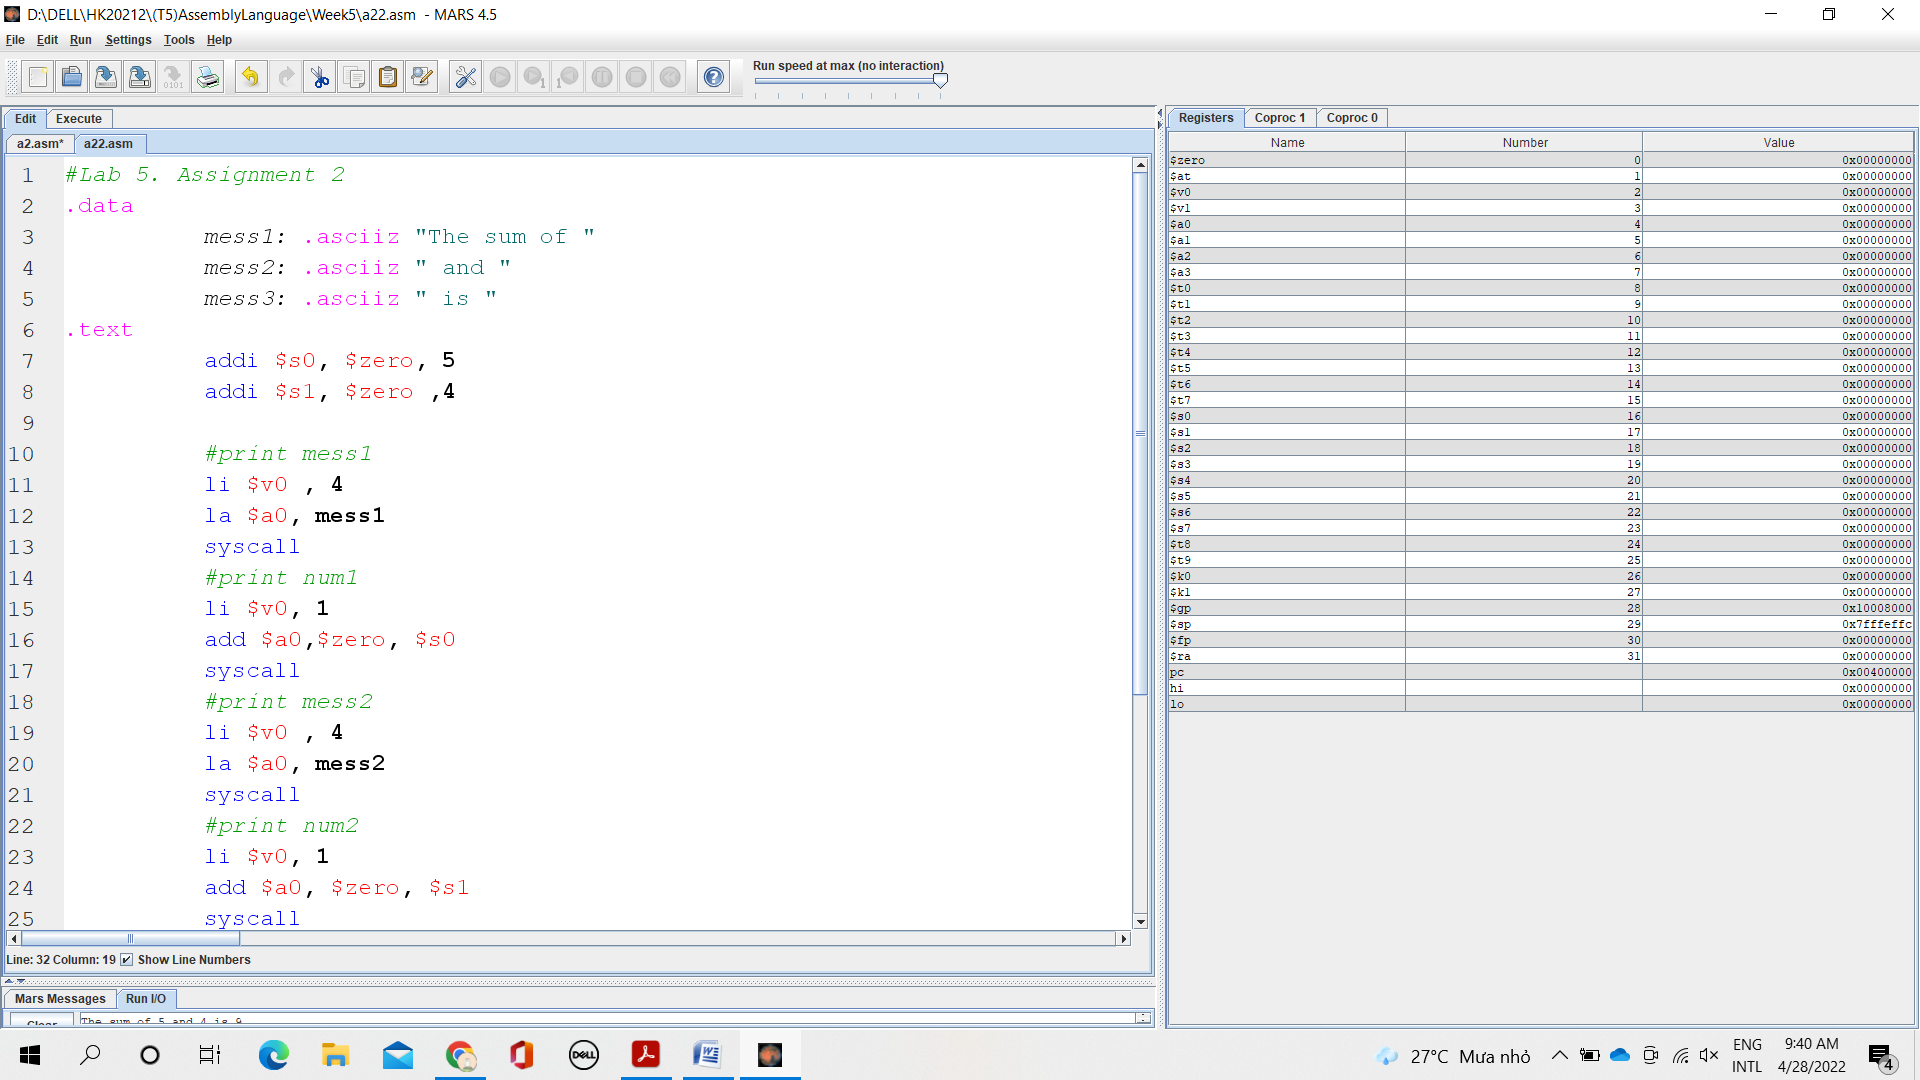 D:\DELL\HK20212\(T5)AssemblyLanguage\Week5\a22.asm - MARS 4.5
File Edit Run Settings Tools Help
Run speed at max (no interaction)
Edit Execute
a2.asm* a22.asm
1 #Lab 5. Assignment 2
2 .data
3 mess1: .asciiz "The sum of "
4 mess2: .asciiz " and "
5 mess3: .asciiz " is "
6 .text
7 addi $s0, $zero, 5
8 addi $s1, $zero ,4
9
10 #print mess1
11 li $v0 , 4
12 la $a0, mess1
13 syscall
14 #print num1
15 li $v0, 1
16 add $a0,$zero, $s0
17 syscall
18 #print mess2
19 li $v0 , 4
20 la $a0, mess2
21 syscall
22 #print num2
23 li $v0, 1
24 add $a0, $zero, $s1
25 syscall
Line: 32 Column: 19 Show Line Numbers
Mars Messages Run I/O
Clear
The sum of 5 and 4 is 9
Registers Coproc 1 Coproc 0
Name Number Value
$zero 0 0x00000000
$at 1 0x00000000
$v0 2 0x00000000
$v1 3 0x00000000
$a0 4 0x00000000
$a1 5 0x00000000
$a2 6 0x00000000
$a3 7 0x00000000
$t0 8 0x00000000
$t1 9 0x00000000
$t2 10 0x00000000
$t3 11 0x00000000
$t4 12 0x00000000
$t5 13 0x00000000
$t6 14 0x00000000
$t7 15 0x00000000
$s0 16 0x00000000
$s1 17 0x00000000
$s2 18 0x00000000
$s3 19 0x00000000
$s4 20 0x00000000
$s5 21 0x00000000
$s6 22 0x00000000
$s7 23 0x00000000
$t8 24 0x00000000
$t9 25 0x00000000
$k0 26 0x00000000
$k1 27 0x00000000
$gp 28 0x10008000
$sp 29 0x7fffeffc
$fp 30 0x00000000
$ra 31 0x00000000
pc 0x00400000
hi 0x00000000
lo 0x00000000
DELL
27°C Mưa nhỏ
ENG
INTL
9:40 AM
4/28/2022
4